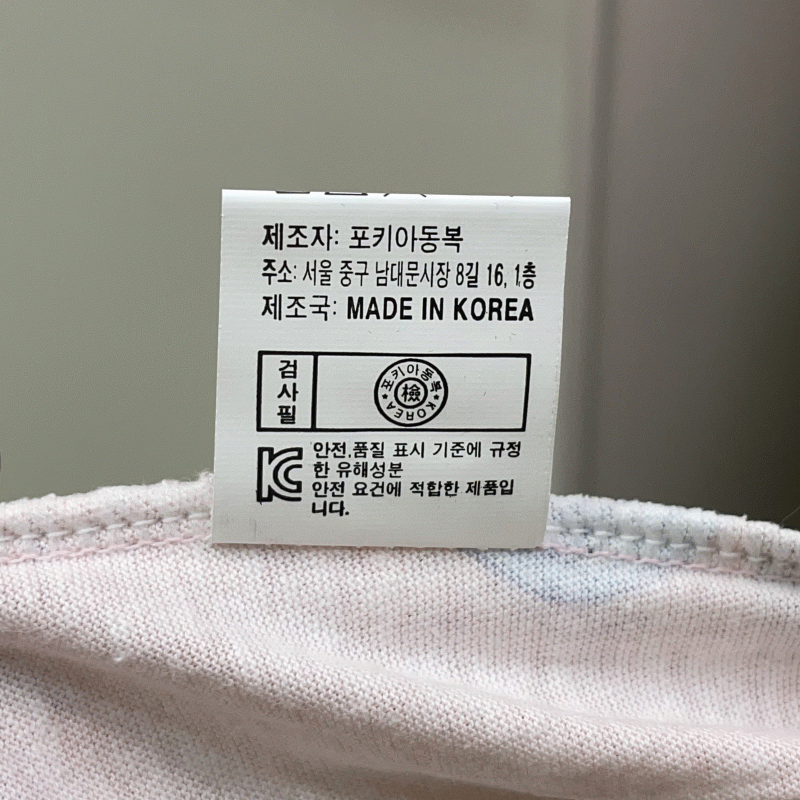 제조자: 포키아동복
주소: 서울 중구 남대문시장 8길 16, 1층
제조국: MADE IN KOREA
검
사
필
포키아동복
檢
KOREA
KC
안전,품질 표시 기준에 규정
한 유해성분
안전 요건에 적합한 제품입
니다.